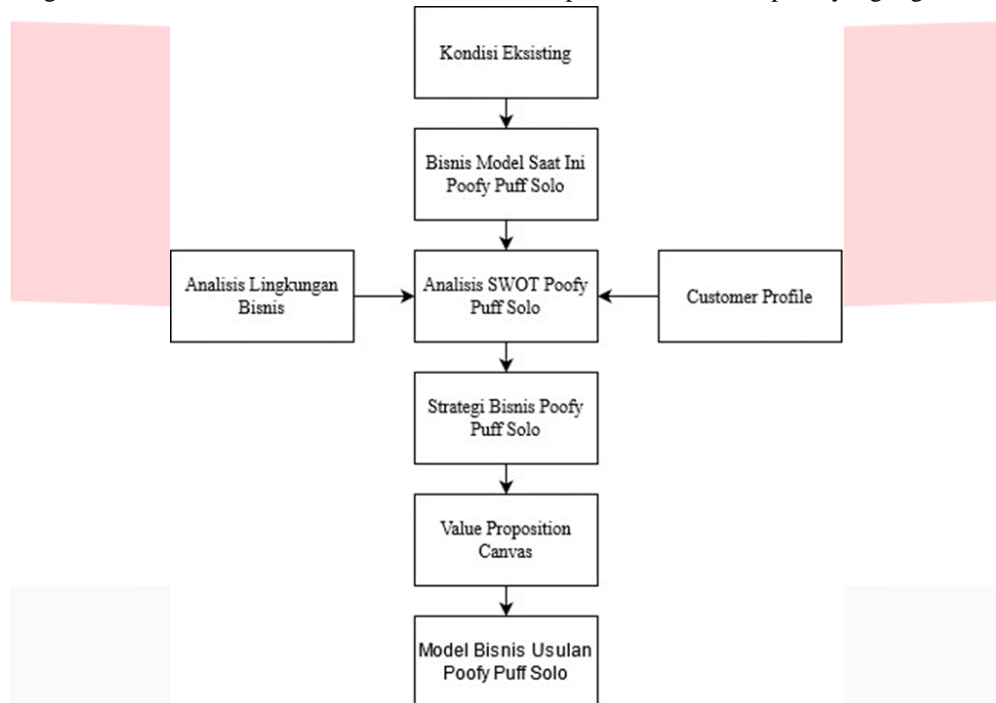 Kondisi Eksisting
Bisnis Model Saat Ini
Poofy Puff Solo
Analisis Lingkungan
Bisnis
Analisis SWOT Poofy
Puff Solo
Customer Profile
Strategi Bisnis Poofy
Puff Solo
Value Proposition
Canvas
Model Bisnis Usulan
Poofy Puff Solo